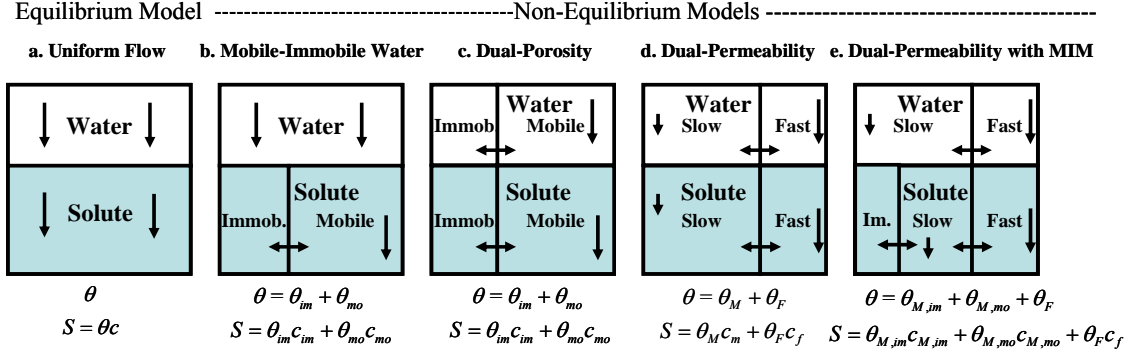 Equilibrium Model Non-Equilibrium Models
a. Uniform Flow b. Mobile-Immobile Water c. Dual-Porosity d. Dual-Permeability e. Dual-Permeability with MIM
Water
Solute
θ
S = θc
Water
Solute
Immob. Mobile
θ = θ_im + θ_mo
S = θ_im c_im + θ_mo c_mo
Water
Immob. Mobile
Solute
Immob. Mobile
θ = θ_im + θ_mo
S = θ_im c_im + θ_mo c_mo
Water
Slow Fast
Solute
Slow Fast
θ = θ_M + θ_F
S = θ_M c_m + θ_F c_f
Water
Slow Fast
Solute
Im. Slow Fast
θ = θ_M,im + θ_M,mo + θ_F
S = θ_M,im c_M,im + θ_M,mo c_M,mo + θ_F c_f